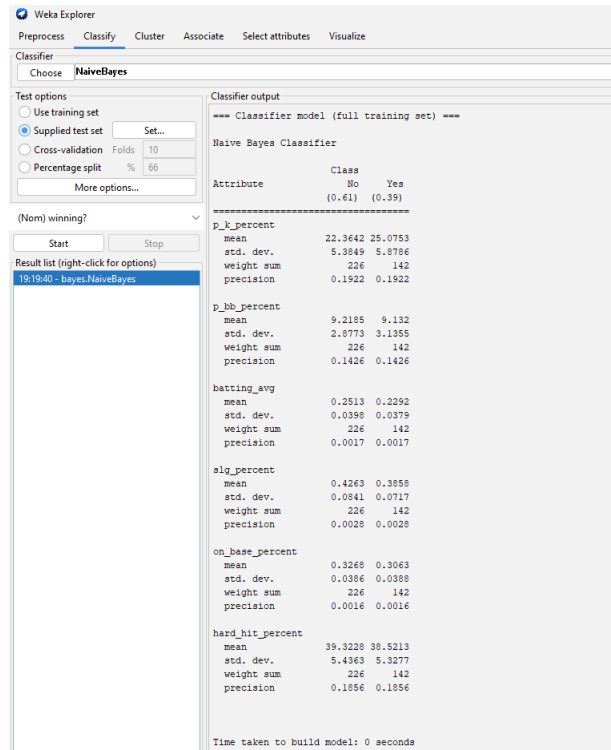 Weka Explorer
Preprocess Classify Cluster Associate Select attributes Visualize
Classifier
Choose NaiveBayes
Test options
Use training set
Supplied test set Set...
Cross-validation Folds 10
Percentage split % 66
More options...
(Nom) winning?
Start Stop
Result list (right-click for options)
19:19:40 - bayes.NaiveBayes
Classifier output
=== Classifier model (full training set) ===
Naive Bayes Classifier
Class
Attribute No Yes
(0.61) (0.39)
===================================
p_k_percent
mean 22.3642 25.0753
std. dev. 5.3849 5.8786
weight sum 226 142
precision 0.1922 0.1922
p_bb_percent
mean 9.2185 9.132
std. dev. 2.8773 3.1355
weight sum 226 142
precision 0.1426 0.1426
batting_avg
mean 0.2513 0.2292
std. dev. 0.0398 0.0379
weight sum 226 142
precision 0.0017 0.0017
slg_percent
mean 0.4263 0.3858
std. dev. 0.0841 0.0717
weight sum 226 142
precision 0.0028 0.0028
on_base_percent
mean 0.3268 0.3063
std. dev. 0.0386 0.0388
weight sum 226 142
precision 0.0016 0.0016
hard_hit_percent
mean 39.3228 38.5213
std. dev. 5.4363 5.3277
weight sum 226 142
precision 0.1856 0.1856
Time taken to build model: 0 seconds